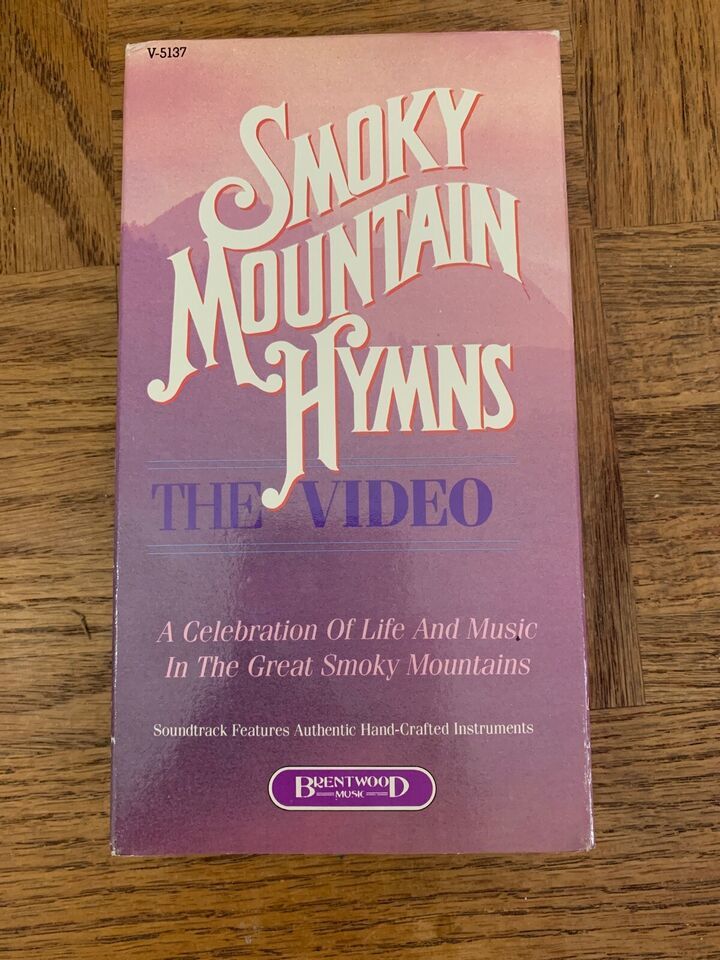 V-5137
SMOKY
MOUNTAIN
HYMNS
THE VIDEO
A Celebration Of Life And Music
In The Great Smoky Mountains
Soundtrack Features Authentic Hand-Crafted Instruments
BRENTWOOD
MUSIC